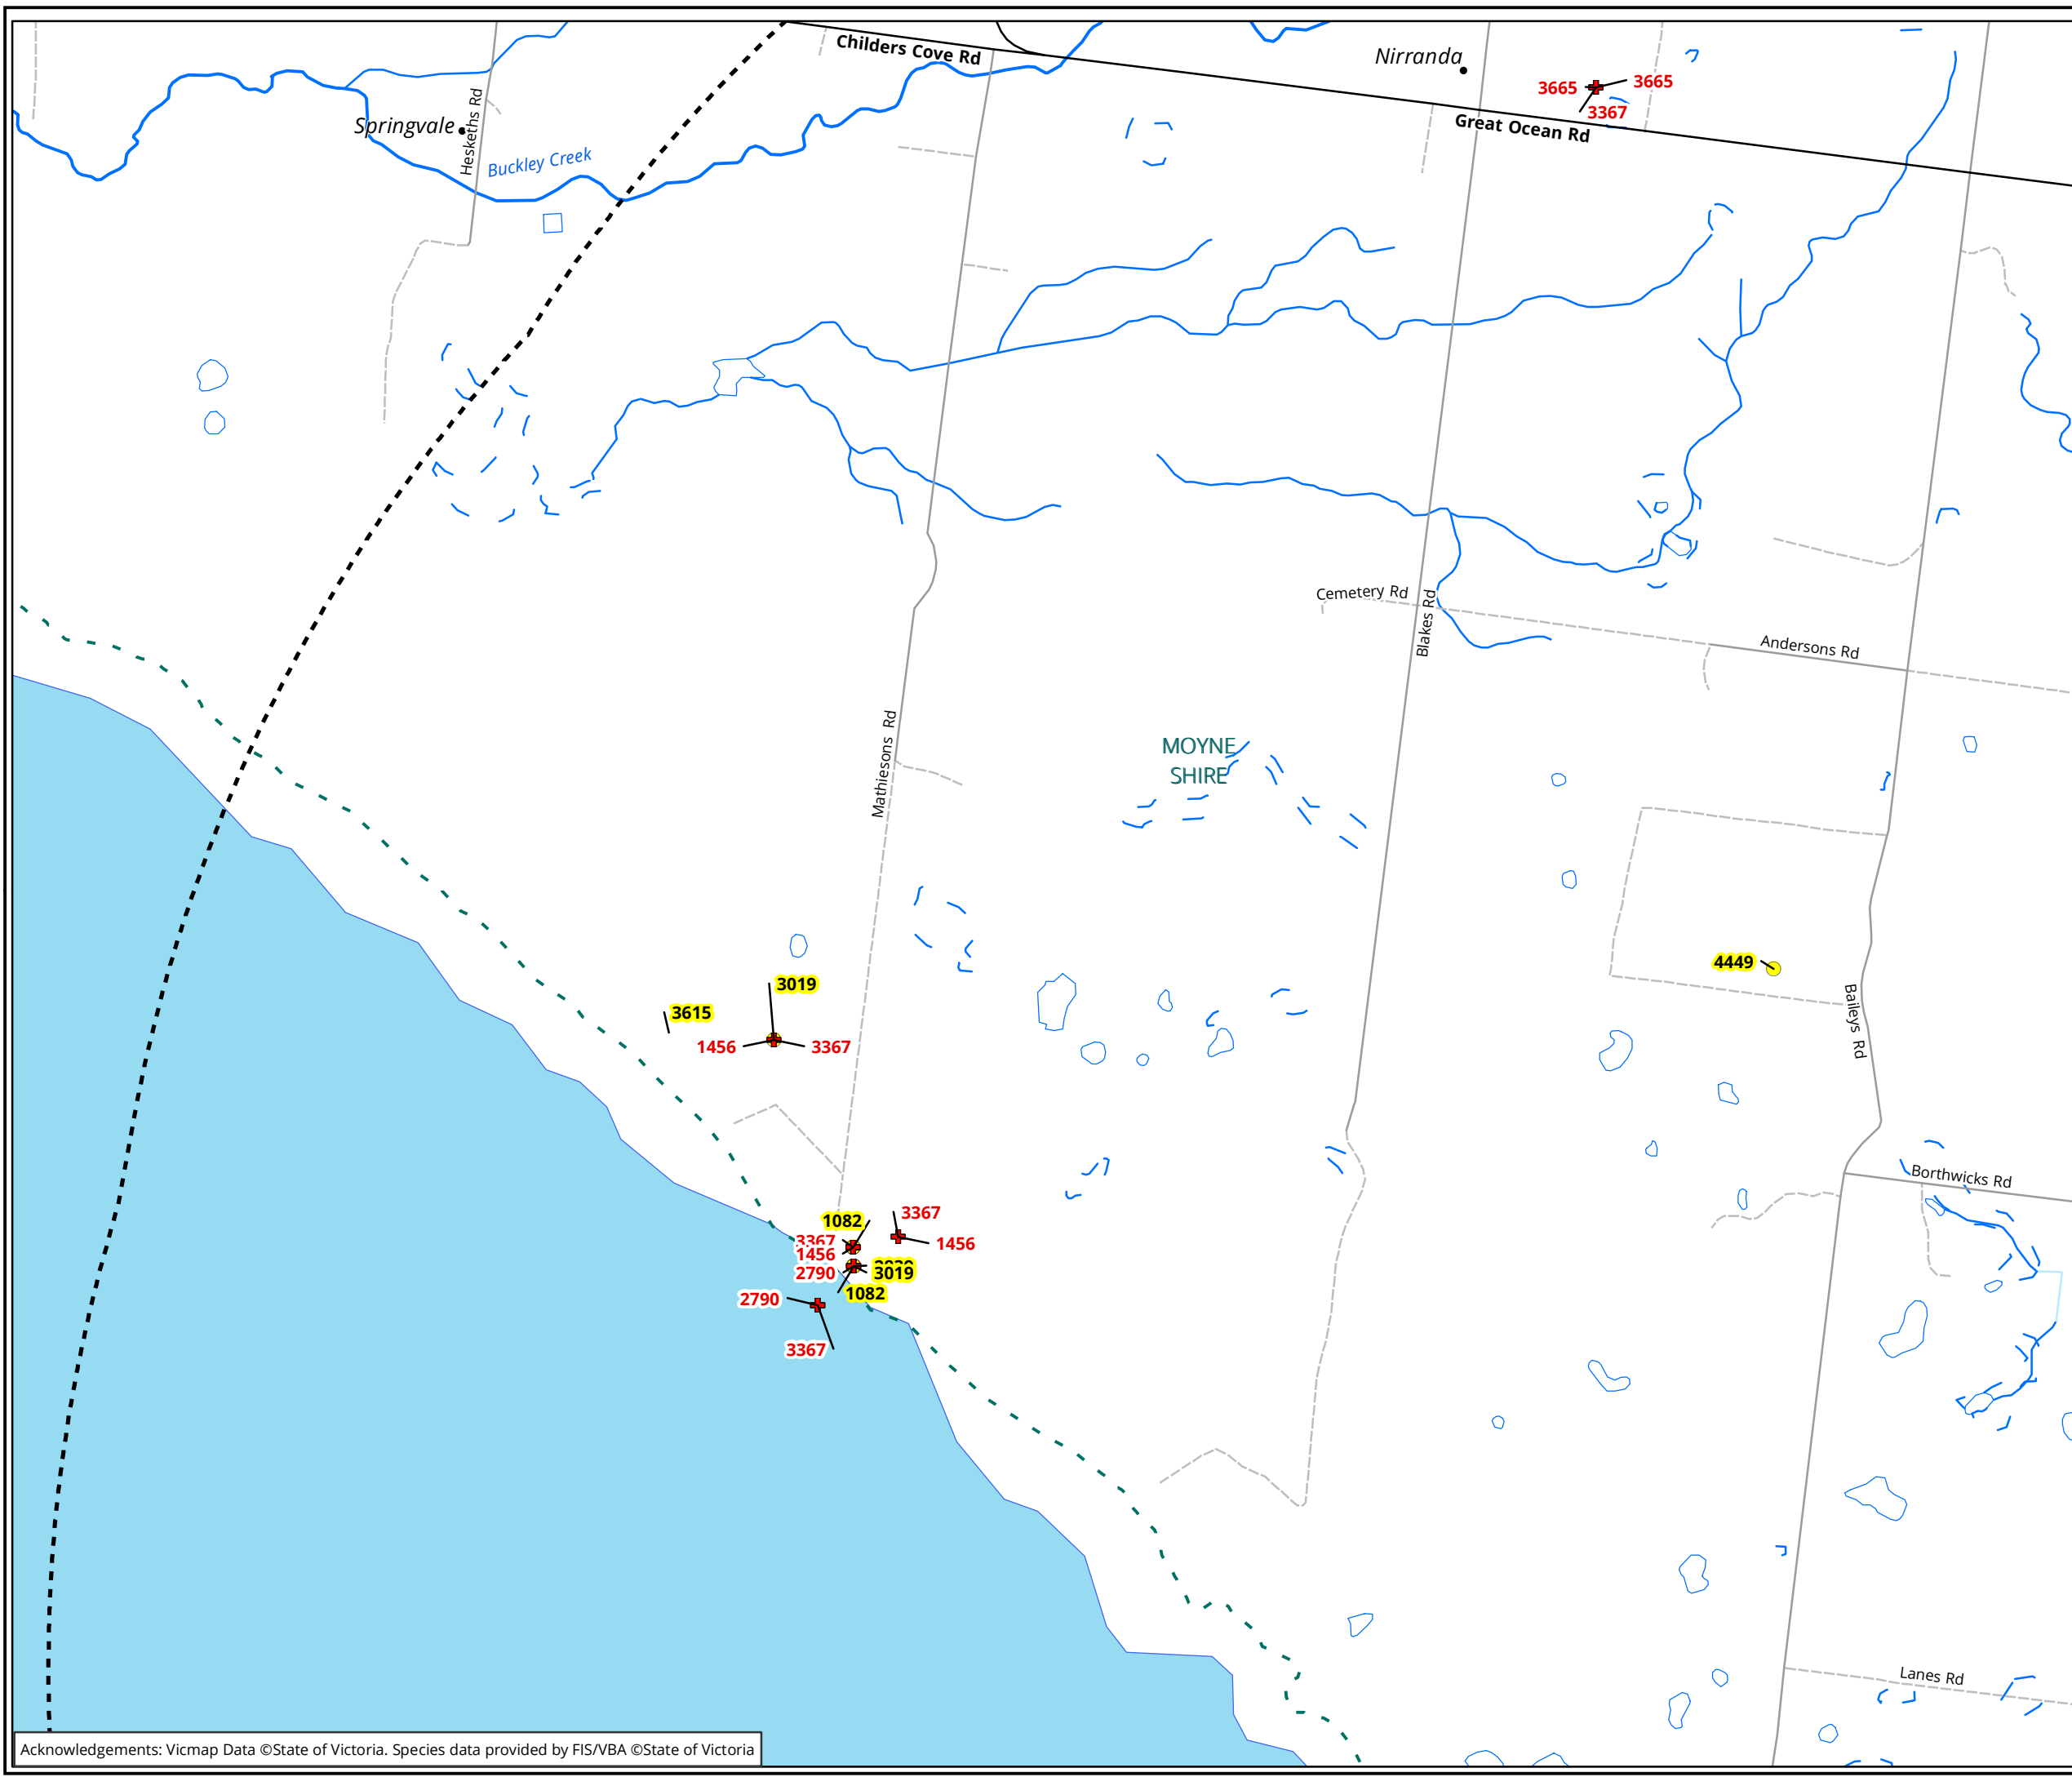 Childers Cove Rd
Nirranda
3665
3665
3367
Great Ocean Rd
Springvale
Heskeths Rd
Buckley Creek
Cemetery Rd
Blakes Rd
Andersons Rd
Mathiesons Rd
MOYNE
SHIRE
4449
3019
3615
1456
3367
Baileys Rd
Borthwicks Rd
1082
3367
3367
1456
1456
2790
3019
1082
2790
3367
Lanes Rd
Acknowledgements: Vicmap Data ©State of Victoria. Species data provided by FIS/VBA ©State of Victoria